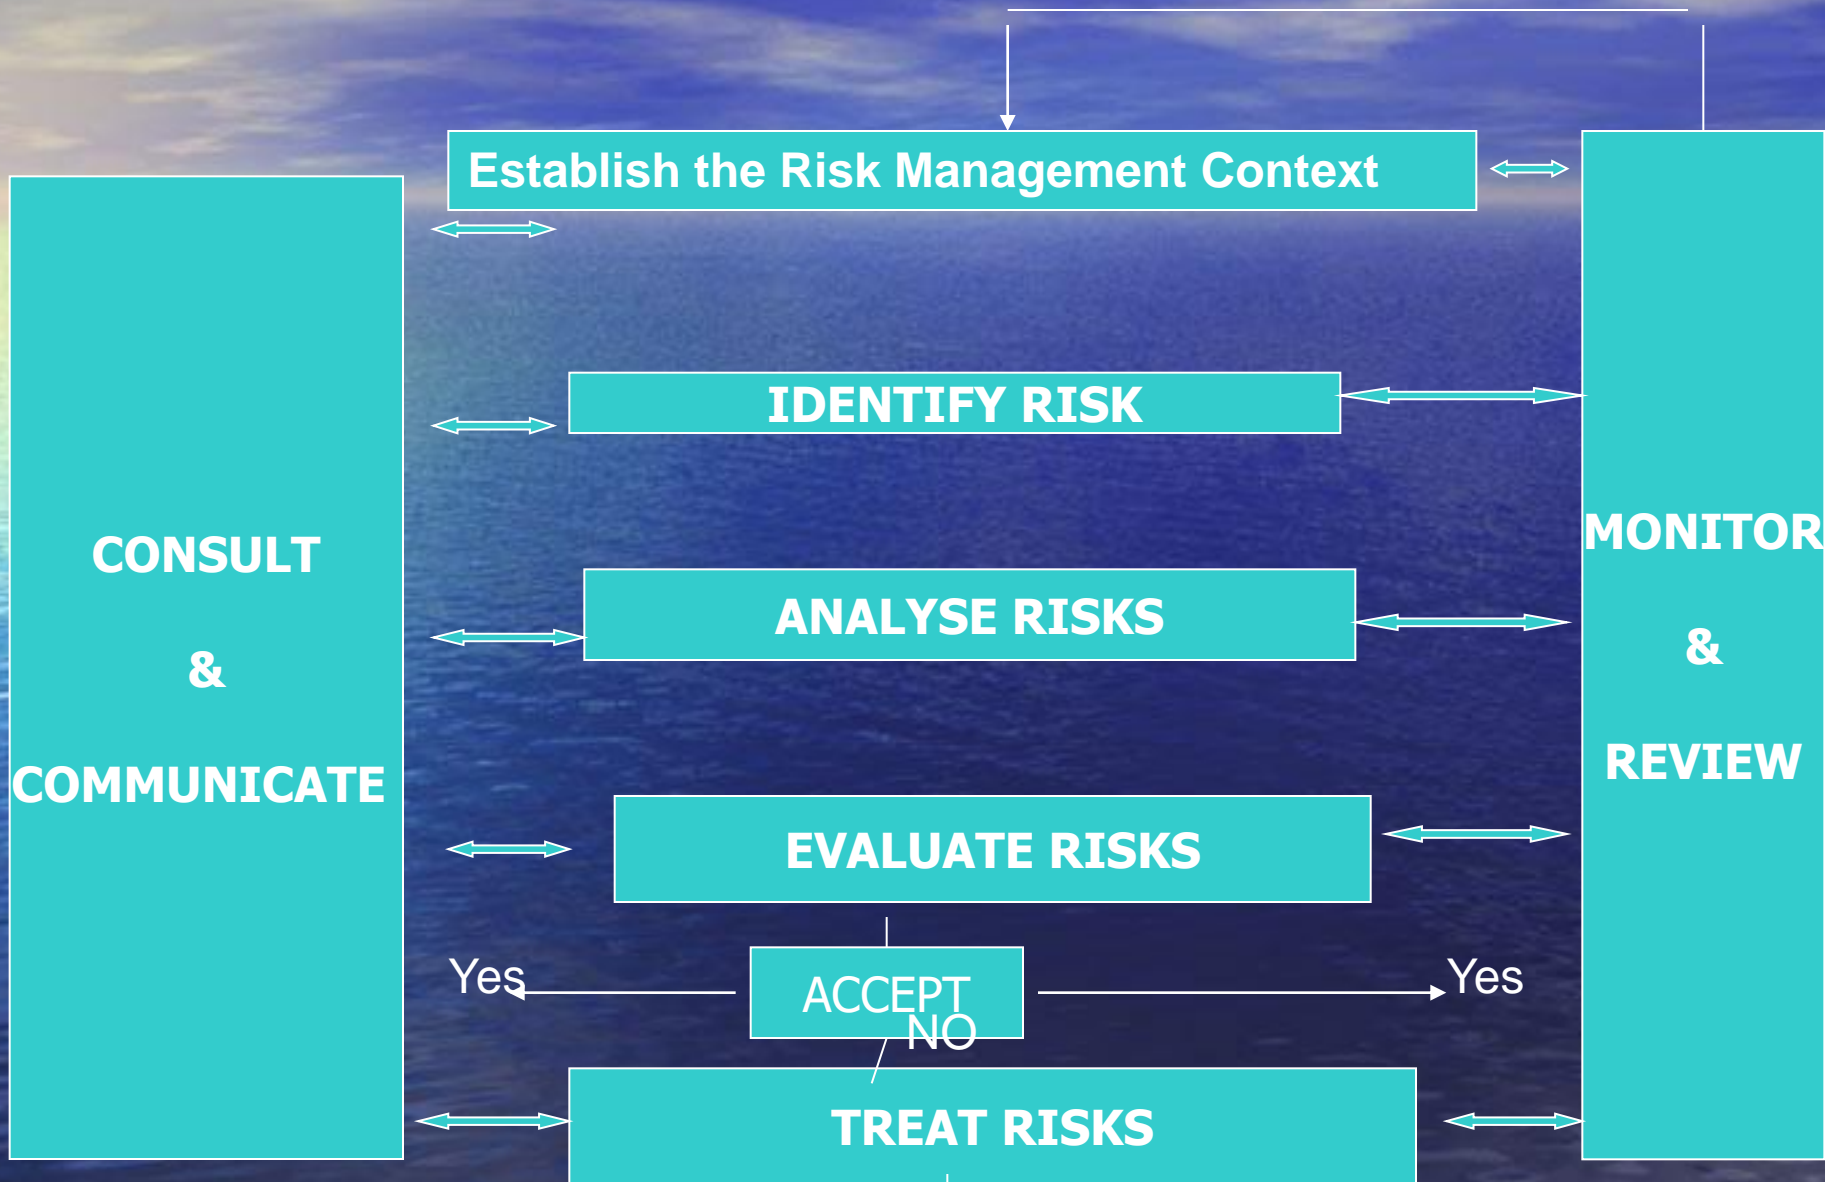 Establish the Risk Management Context
CONSULT
&
COMMUNICATE
IDENTIFY RISK
ANALYSE RISKS
EVALUATE RISKS
Yes
ACCEPT
Yes
NO
TREAT RISKS
MONITOR
&
REVIEW